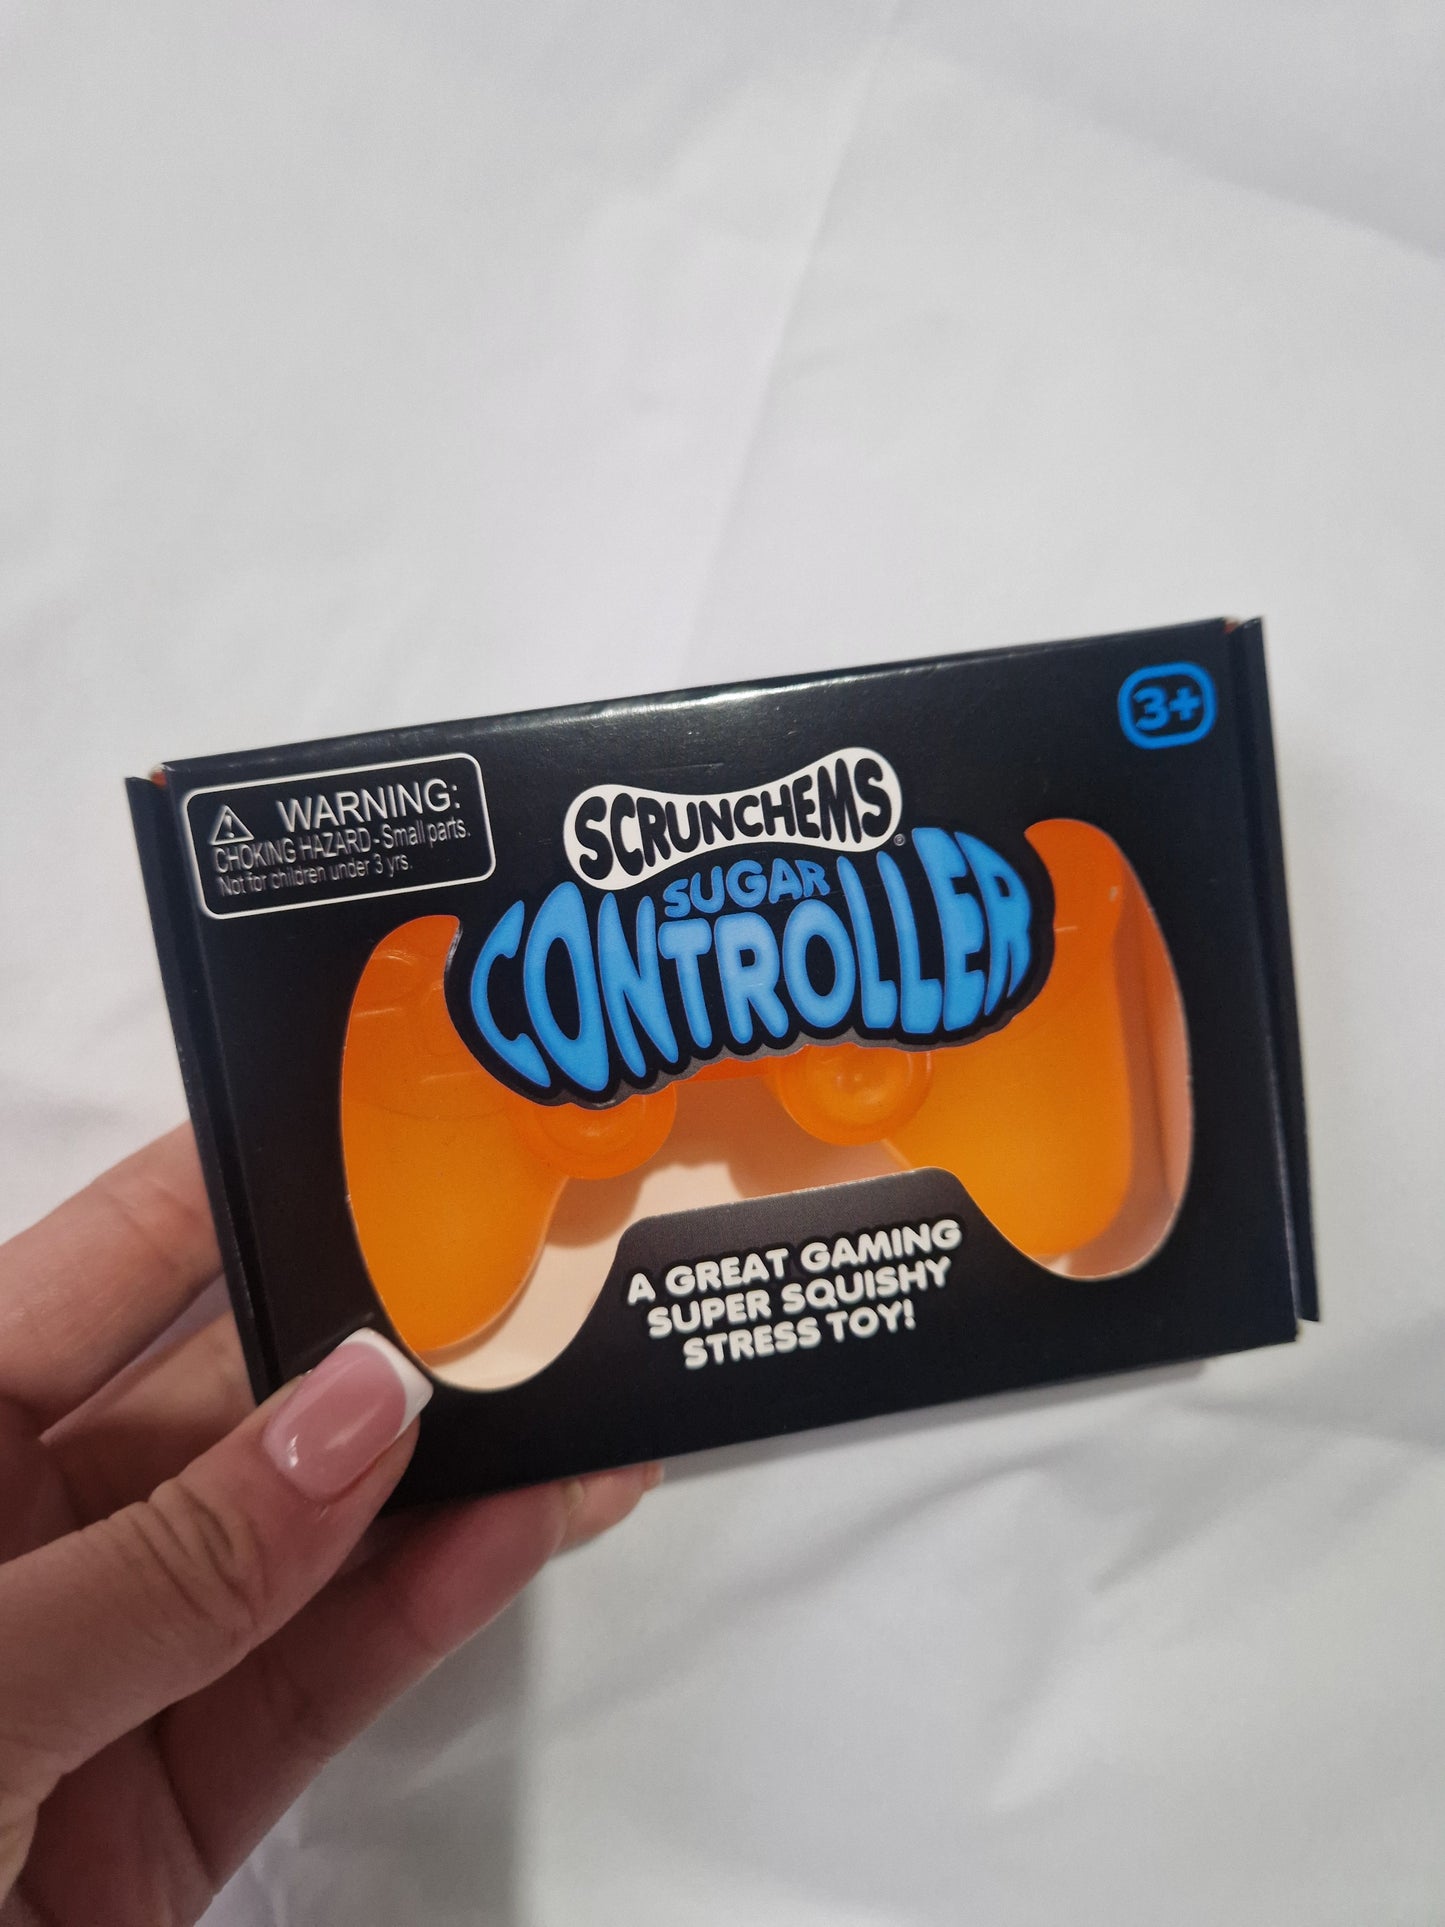 3+
WARNING:
CHOKING HAZARD - Small parts.
Not for children under 3 yrs.
SCRUNCHEMS®
SUGAR
CONTROLLER
A GREAT GAMING
SUPER SQUISHY
STRESS TOY!